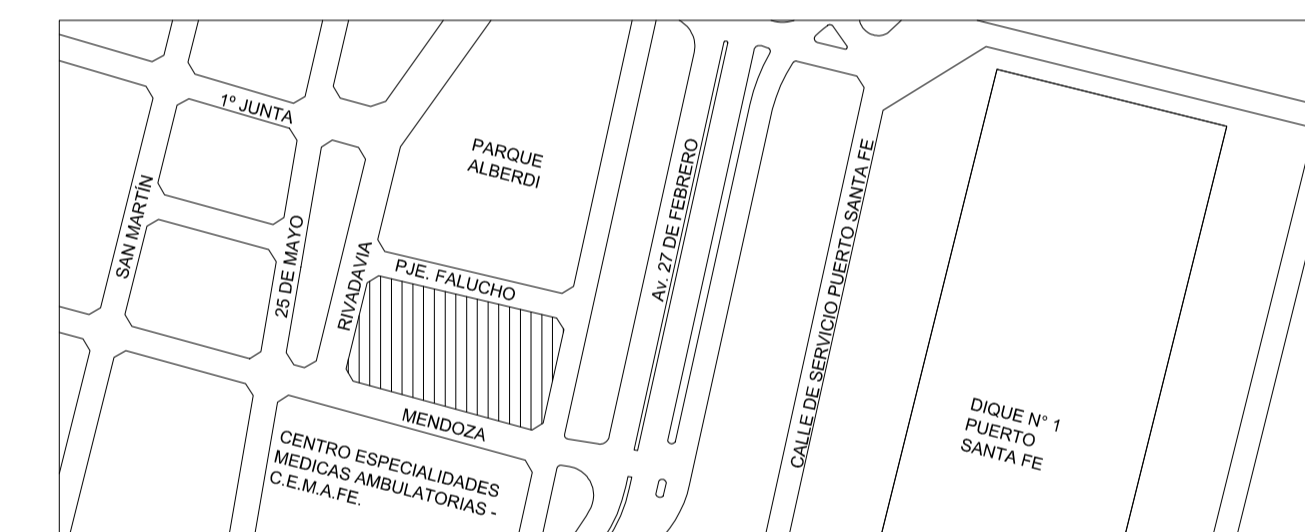 1º JUNTA
PARQUE
ALBERDI
SAN MARTÍN
25 DE MAYO
RIVADAVIA
PJE. FALUCHO
Av. 27 DE FEBRERO
CALLE DE SERVICIO PUERTO SANTA FE
MENDOZA
DIQUE N° 1
PUERTO
SANTA FE
CENTRO ESPECIALIDADES
MEDICAS AMBULATORIAS -
C.E.M.A.FE.